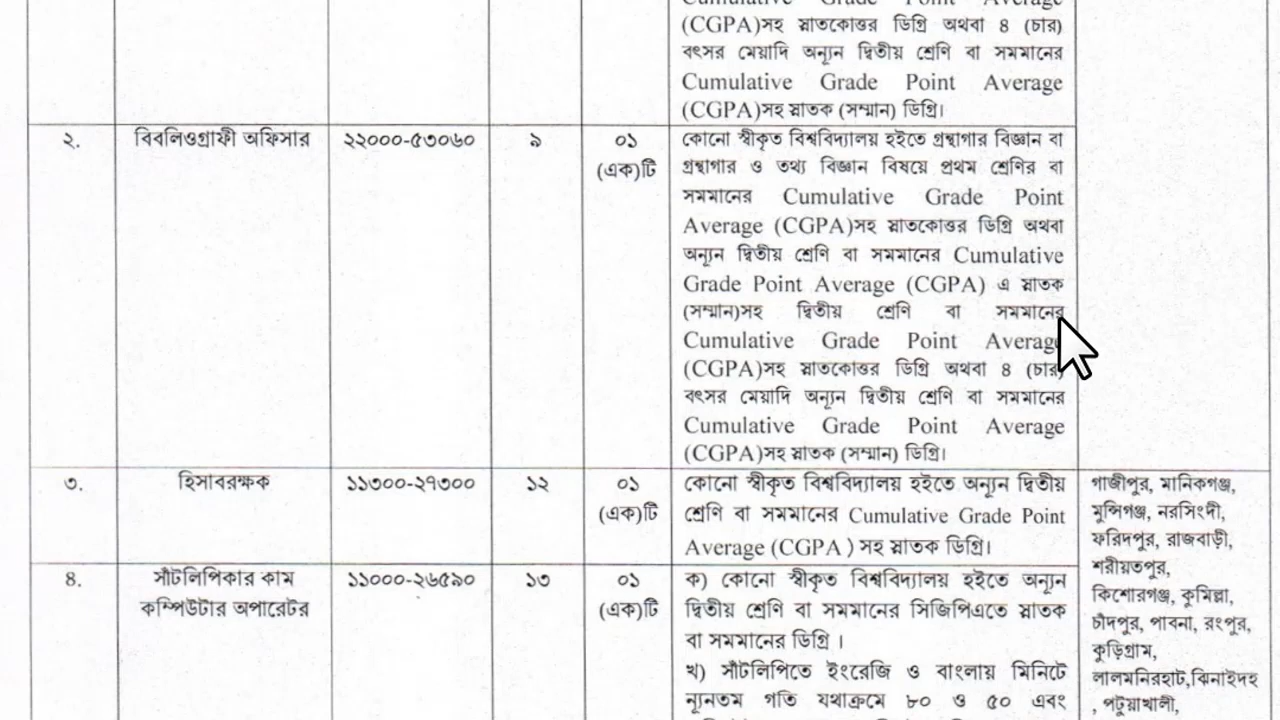 Cumulative Grade Point Average
(CGPA)সহ স্নাতকোত্তর ডিগ্রি অথবা ৪ (চার)
বৎসর মেয়াদি অন্যূন দ্বিতীয় শ্রেণি বা সমমানের
Cumulative Grade Point Average
(CGPA)সহ স্নাতক (সম্মান) ডিগ্রি।
২.
বিবলিওগ্রাফী অফিসার
২২০০০-৫৩০৬০
৯
০১
(এক)টি
কোনো স্বীকৃত বিশ্ববিদ্যালয় হইতে গ্রন্থাগার বিজ্ঞান বা
গ্রন্থাগার ও তথ্য বিজ্ঞান বিষয়ে প্রথম শ্রেণির বা
সমমানের Cumulative Grade Point
Average (CGPA)সহ স্নাতকোত্তর ডিগ্রি অথবা
অন্যূন দ্বিতীয় শ্রেণি বা সমমানের Cumulative
Grade Point Average (CGPA) এ স্নাতক
(সম্মান)সহ দ্বিতীয় শ্রেণি বা সমমানের
Cumulative Grade Point Average
(CGPA)সহ স্নাতকোত্তর ডিগ্রি অথবা ৪ (চার)
বৎসর মেয়াদি অন্যূন দ্বিতীয় শ্রেণি বা সমমানের
Cumulative Grade Point Average
(CGPA)সহ স্নাতক (সম্মান) ডিগ্রি।
৩.
হিসাবরক্ষক
১১৩০০-২৭৩০০
১২
০১
(এক)টি
কোনো স্বীকৃত বিশ্ববিদ্যালয় হইতে অন্যূন দ্বিতীয়
শ্রেণি বা সমমানের Cumulative Grade Point
Average (CGPA ) সহ স্নাতক ডিগ্রি।
গাজীপুর, মানিকগঞ্জ,
মুন্সিগঞ্জ, নরসিংদী,
ফরিদপুর, রাজবাড়ী,
শরীয়তপুর,
কিশোরগঞ্জ, কুমিল্লা,
চাঁদপুর, পাবনা, রংপুর,
কুড়িগ্রাম,
লালমনিরহাট,ঝিনাইদহ
, পটুয়াখালী,
৪.
সাঁটলিপিকার কাম
কম্পিউটার অপারেটর
১১০০০-২৬৫৯০
১৩
০১
(এক)টি
ক) কোনো স্বীকৃত বিশ্ববিদ্যালয় হইতে অন্যূন
দ্বিতীয় শ্রেণি বা সমমানের সিজিপিএতে স্নাতক
বা সমমানের ডিগ্রি ।
খ) সাঁটলিপিতে ইংরেজি ও বাংলায় মিনিটে
ন্যূনতম গতি যথাক্রমে ৮০ ও ৫০ এবং